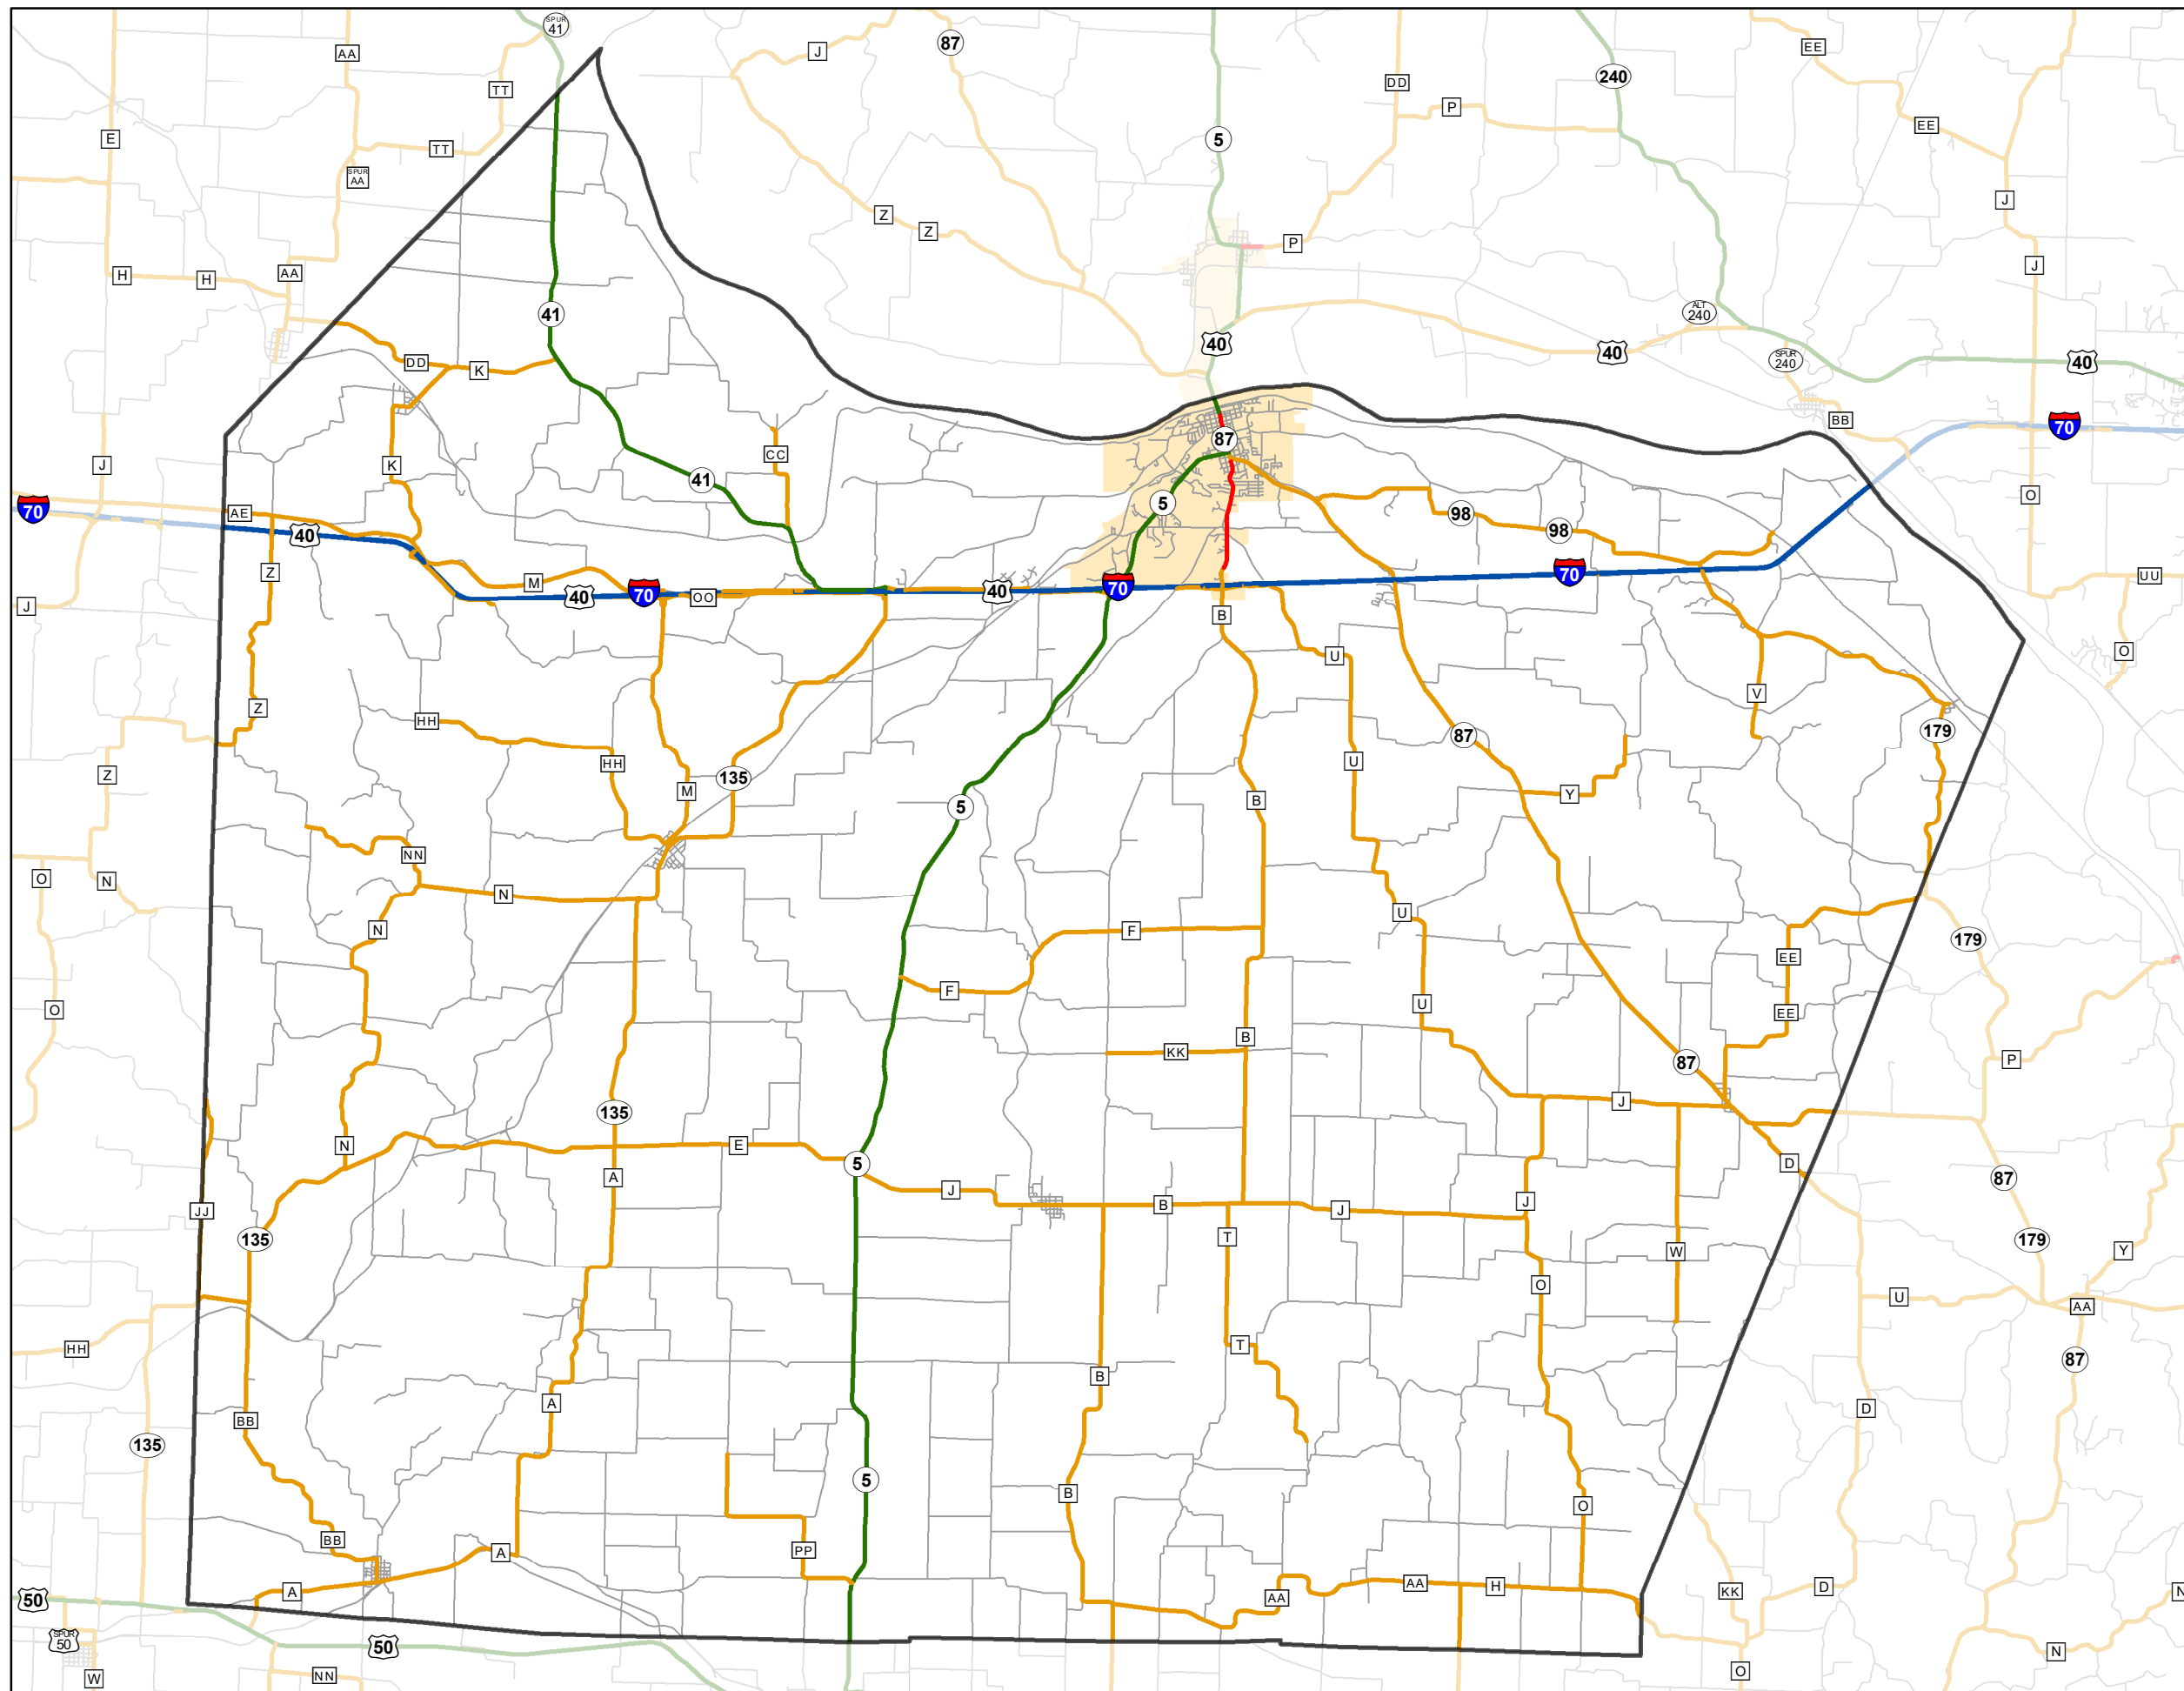 SPUR 41
87
J
AA
EE
240
DD
TT
P
EE
E
5
TT
SPUR AA
J
Z
Z
P
J
H
H
AA
41
ALT 240
40
40
SPUR 240
40
DD
K
BB
70
87
CC
K
J
41
O
5
70
AE
98
98
40
Z
M
70
70
UU
40
70
OO
40
J
B
U
O
V
Z
HH
179
87
U
HH
Z
135
M
Y
B
5
NN
O
N
N
U
N
F
179
EE
F
U
O
EE
B
KK
P
87
J
135
N
E
5
D
A
87
J
J
B
JJ
J
T
135
179
W
Y
O
U
AA
T
HH
87
B
A
D
BB
135
5
B
O
BB
PP
A
AA
H
D
KK
A
N
AA
50
SPUR 50
50
N
O
NN
W